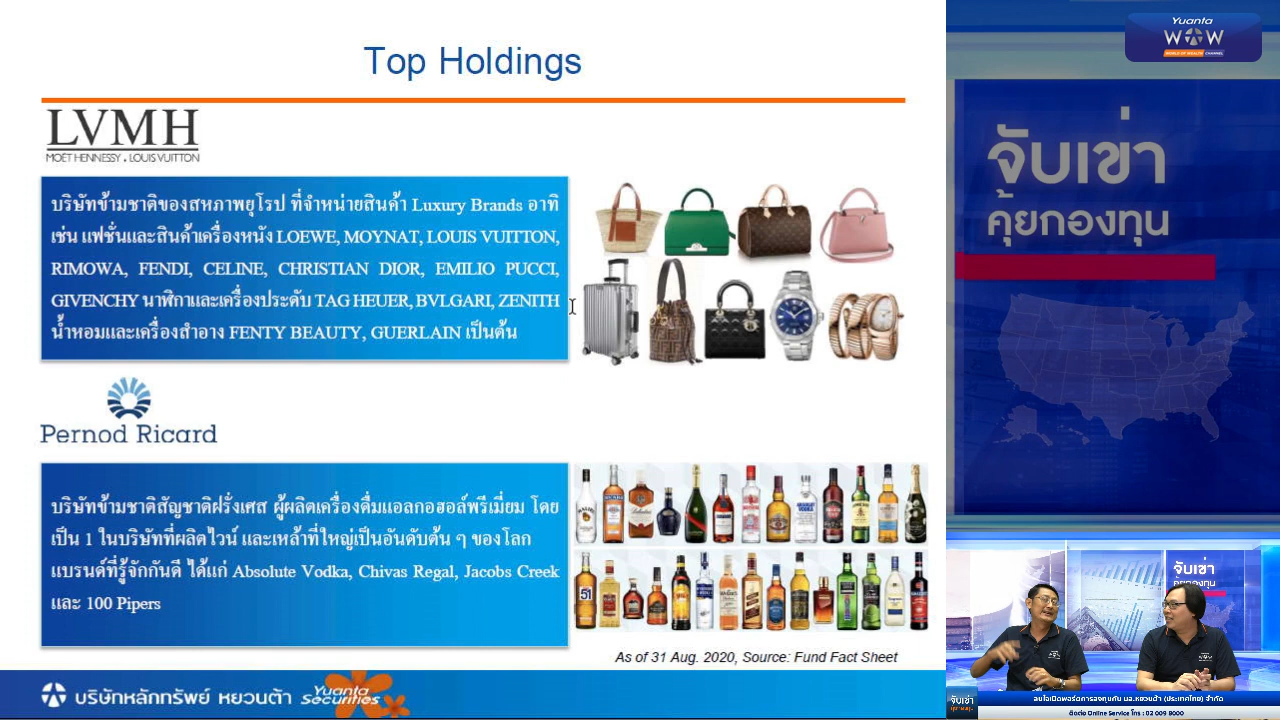 Top Holdings
LVMH
MOËT HENNESSY . LOUIS VUITTON
บริษัทข้ามชาติของสหภาพยุโรป ที่จำหน่ายสินค้า Luxury Brands อาทิ
เช่น แฟชั่นและสินค้าเครื่องหนัง LOEWE, MOYNAT, LOUIS VUITTON,
RIMOWA, FENDI, CELINE, CHRISTIAN DIOR, EMILIO PUCCI,
GIVENCHY นาฬิกาและเครื่องประดับ TAG HEUER, BVLGARI, ZENITH
น้ำหอมและเครื่องสำอาง FENTY BEAUTY, GUERLAIN เป็นต้น
Pernod Ricard
บริษัทข้ามชาติสัญชาติฝรั่งเศส ผู้ผลิตเครื่องดื่มแอลกอฮอล์พรีเมี่ยม โดย
เป็น 1 ในบริษัทที่ผลิตไวน์ และเหล้าที่ใหญ่เป็นอันดับต้น ๆ ของโลก
แบรนด์ที่รู้จักกันดี ได้แก่ Absolute Vodka, Chivas Regal, Jacobs Creek
และ 100 Pipers
As of 31 Aug. 2020, Source: Fund Fact Sheet
บริษัทหลักทรัพย์ หยวนต้า Yuanta Securities
Yuanta
WOW
WORLD OF WEALTH CHANNEL
จับเข่า
คุ้ยกองทุน
จับเข่า
คุ้ยกองทุน
จับเข่า
สนใจเปิดพอร์ตการลงทุนกับ บล.หยวนต้า (ประเทศไทย) จำกัด
ติดต่อ Online Service โทร : 02 009 8000